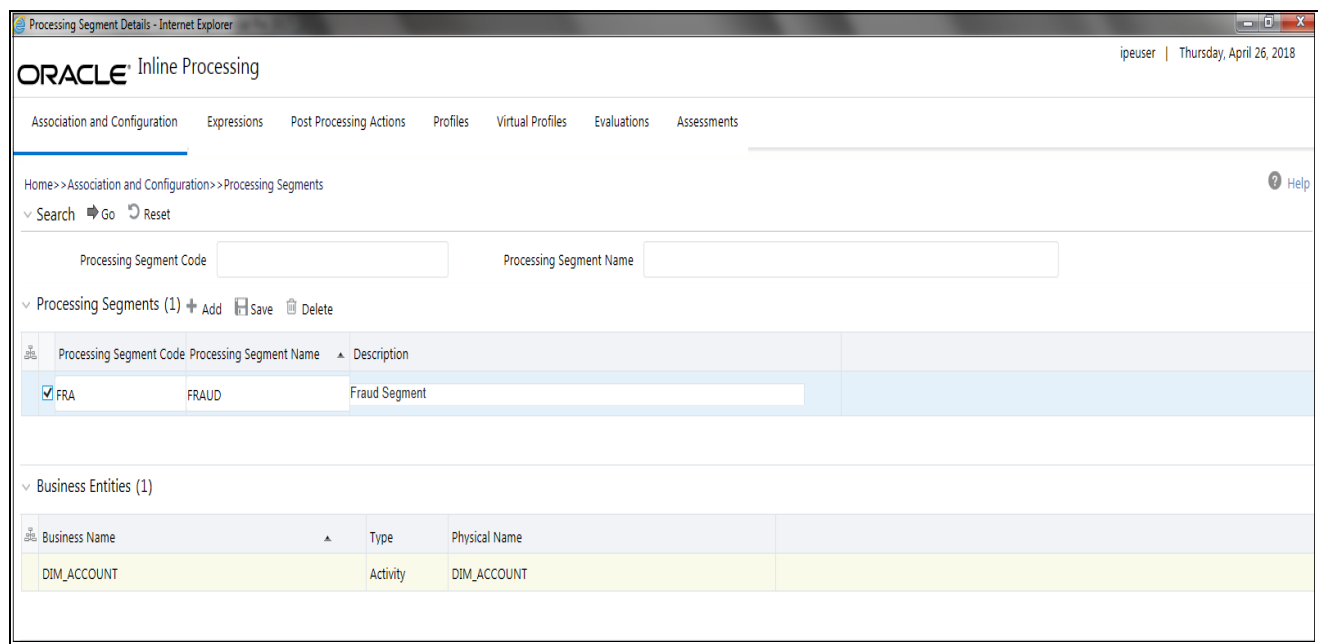 Processing Segment Details - Internet Explorer
ORACLE® Inline Processing
ipeuser | Thursday, April 26, 2018
Association and Configuration Expressions Post Processing Actions Profiles Virtual Profiles Evaluations Assessments
Home>>Association and Configuration>>Processing Segments
? Help
Search Go Reset
Processing Segment Code Processing Segment Name
Processing Segments (1) Add Save Delete
Processing Segment Code Processing Segment Name Description
FRA FRAUD Fraud Segment
Business Entities (1)
Business Name Type Physical Name
DIM_ACCOUNT Activity DIM_ACCOUNT